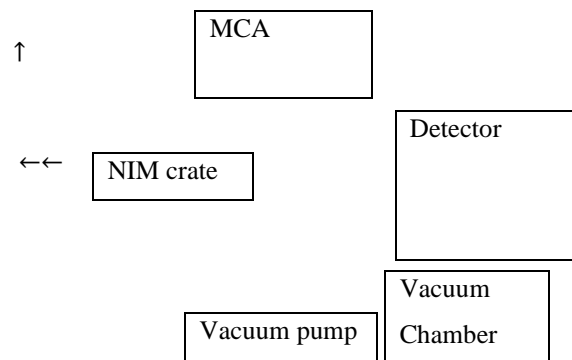 MCA
↑
Detector
←←
NIM crate
Vacuum
Chamber
Vacuum pump